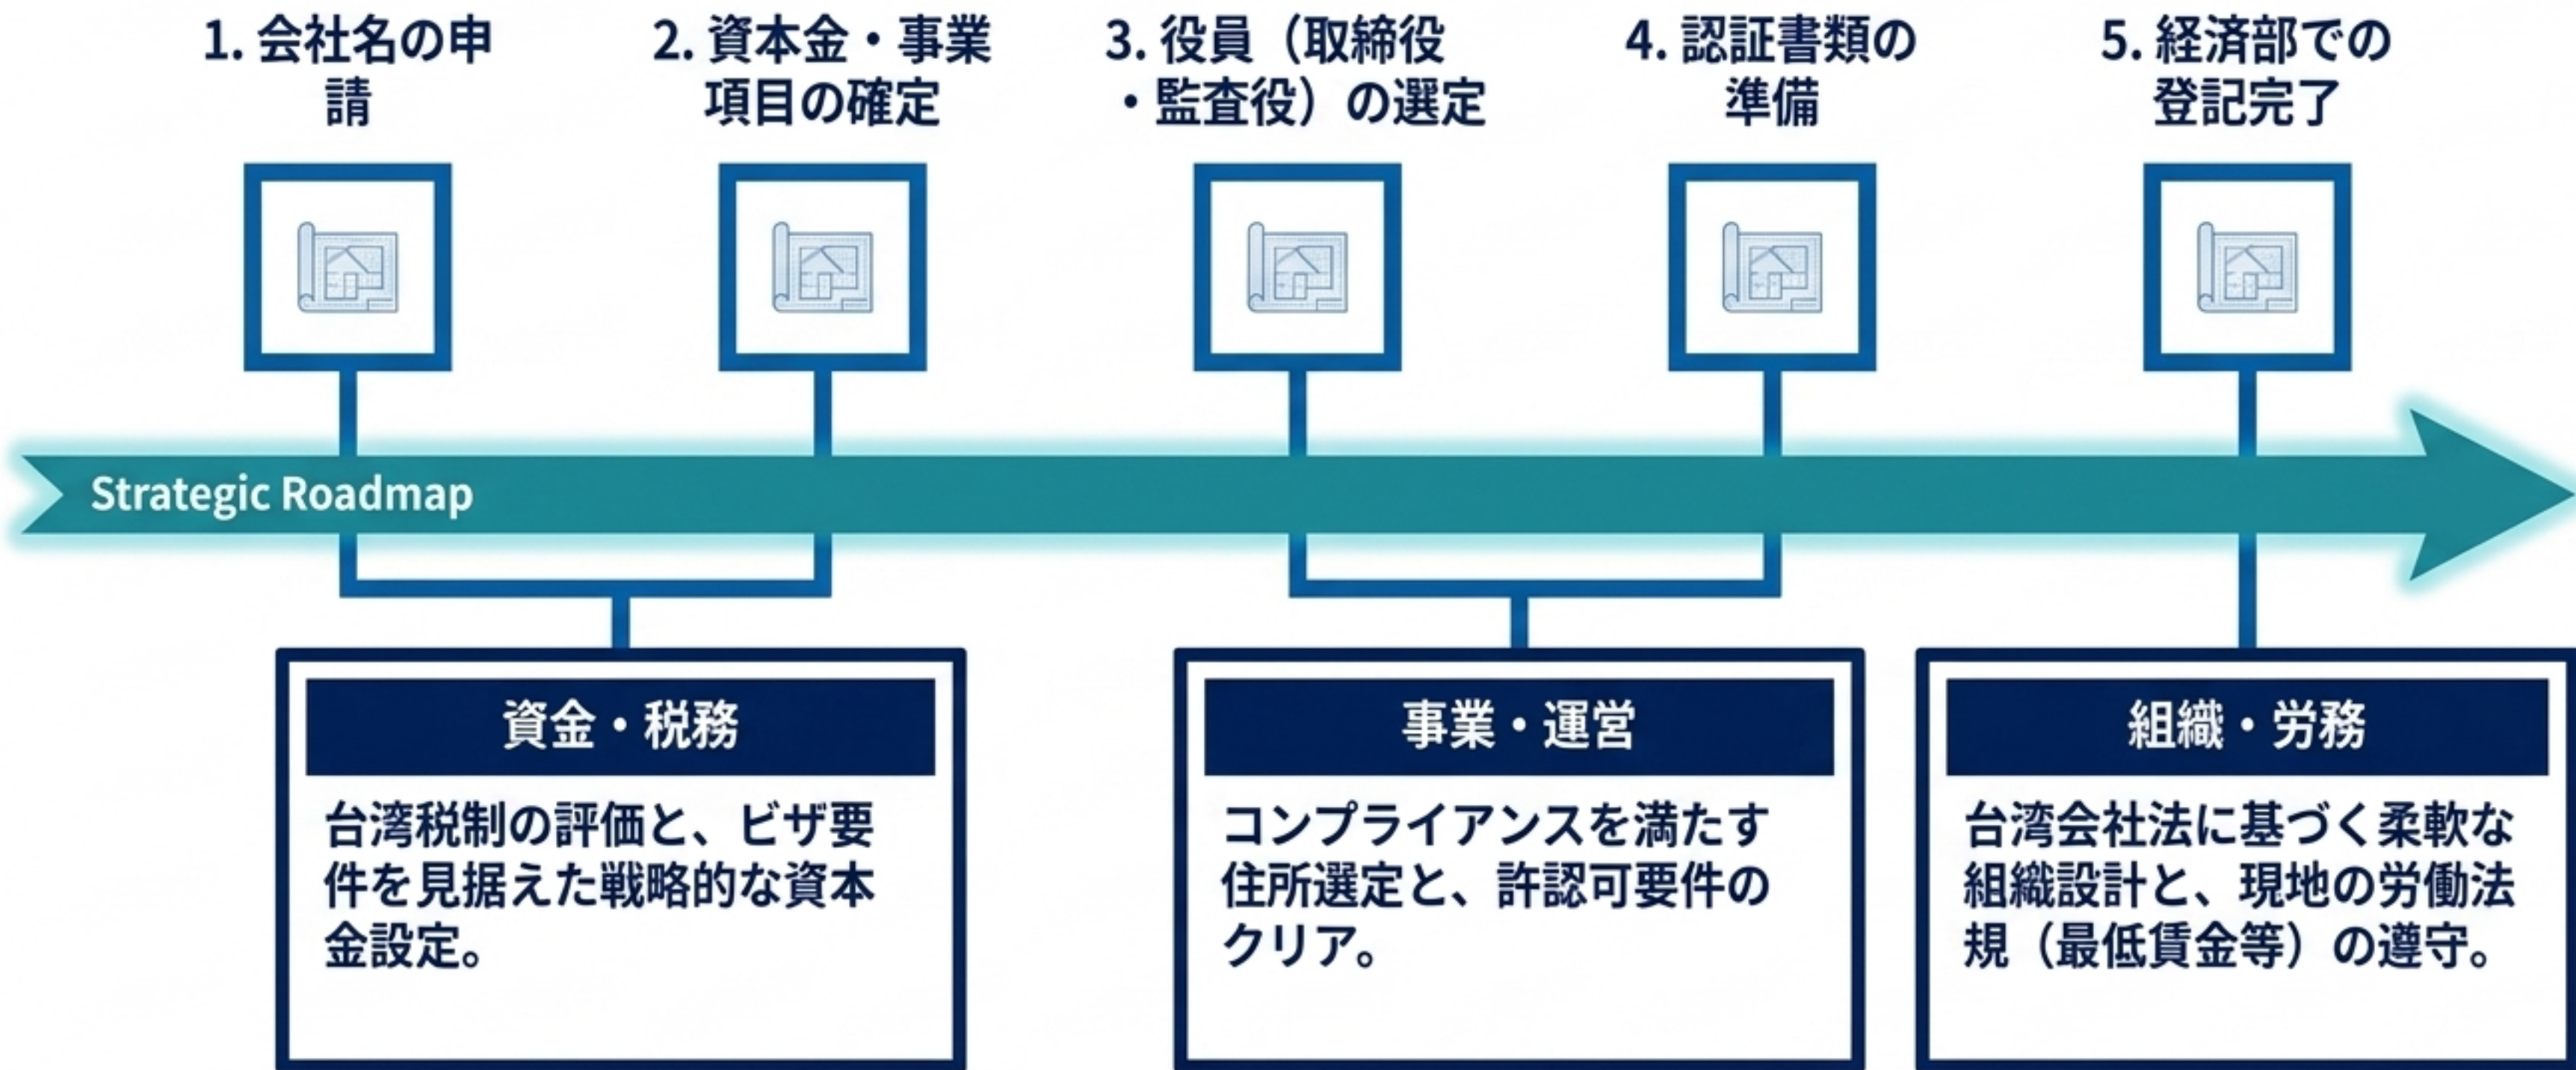 1. 会社名の申
請
2. 資本金・事業
項目の確定
3. 役員（取締役
・監査役）の選定
4. 認証書類の
準備
5. 経済部での
登記完了
Strategic Roadmap
資金・税務
台湾税制の評価と、ビザ要
件を見据えた戦略的な資本
金設定。
事業・運営
コンプライアンスを満たす
住所選定と、許認可要件の
クリア。
組織・労務
台湾会社法に基づく柔軟な
組織設計と、現地の労働法
規（最低賃金等）の遵守。